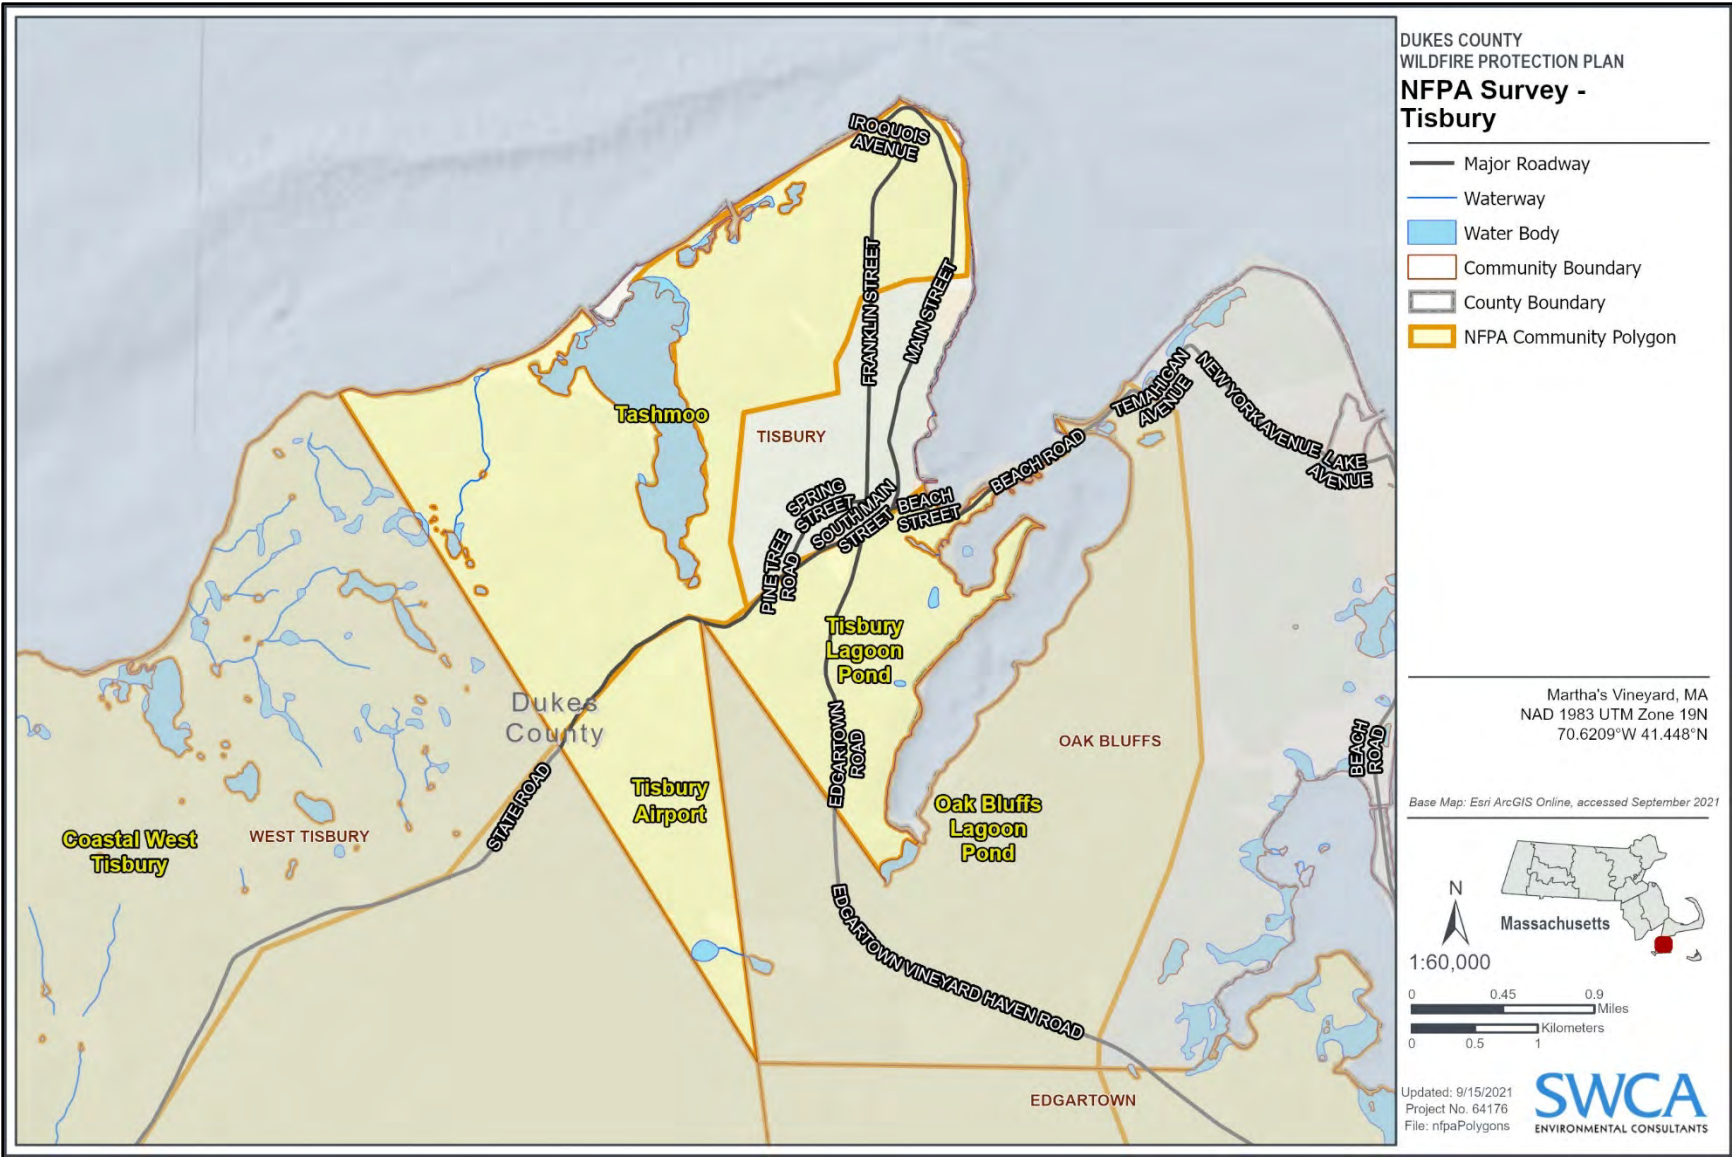 DUKES COUNTY
WILDFIRE PROTECTION PLAN
NFPA Survey -
Tisbury
Major Roadway
Waterway
Water Body
Community Boundary
County Boundary
NFPA Community Polygon
IROQUOIS
AVENUE
FRANKLIN STREET
MAIN STREET
TEMAHIGAN
AVENUE
NEW YORK AVENUE
LAKE
AVENUE
Tashmoo
TISBURY
BEACH ROAD
SPRING
STREET
SOUTH MAIN
STREET
BEACH
STREET
PINE TREE
ROAD
Tisbury
Lagoon
Pond
Dukes
County
EDGARTOWN
ROAD
OAK BLUFFS
BEACH
ROAD
Tisbury
Airport
STATE ROAD
Oak Bluffs
Lagoon
Pond
Coastal West
Tisbury
WEST TISBURY
EDGARTOWN VINEYARD HAVEN ROAD
EDGARTOWN
Martha's Vineyard, MA
NAD 1983 UTM Zone 19N
70.6209°W 41.448°N
Base Map: Esri ArcGIS Online, accessed September 2021
N
Massachusetts
1:60,000
0 0.45 0.9
Miles
Kilometers
0 0.5 1
Updated: 9/15/2021
Project No. 64176
File: nfpaPolygons
SWCA
ENVIRONMENTAL CONSULTANTS